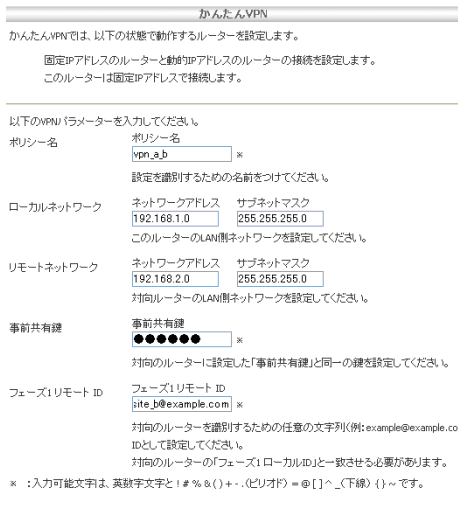 かんたんVPN
かんたんVPNでは、以下の状態で動作するルーターを設定します。
固定IPアドレスのルーターと動的IPアドレスのルーターの接続を設定します。
このルーターは固定IPアドレスで接続します。
以下のVPNパラメーターを入力してください。
ポリシー名
ポリシー名
vpn_a_b ※
設定を識別するための名前をつけてください。
ローカルネットワーク
ネットワークアドレス サブネットマスク
192.168.1.0 255.255.255.0
このルーターのLAN側ネットワークを設定してください。
リモートネットワーク
ネットワークアドレス サブネットマスク
192.168.2.0 255.255.255.0
対向ルーターのLAN側ネットワークを設定してください。
事前共有鍵
事前共有鍵
●●●●●● ※
対向のルーターに設定した「事前共有鍵」と同一の鍵を設定してください。
フェーズ1リモート ID
フェーズ1リモート ID
site_b@example.com ※
対向のルーターを識別するための任意の文字列(例:example@example.co
IDとして設定してください。
対向のルーターの「フェーズ1 ローカルID」と一致させる必要があります。
※ :入力可能文字は、英数字文字と ! # % & ( ) + - . (ピリオド) = @ [ ] ^ _ (下線) { } ~ です。